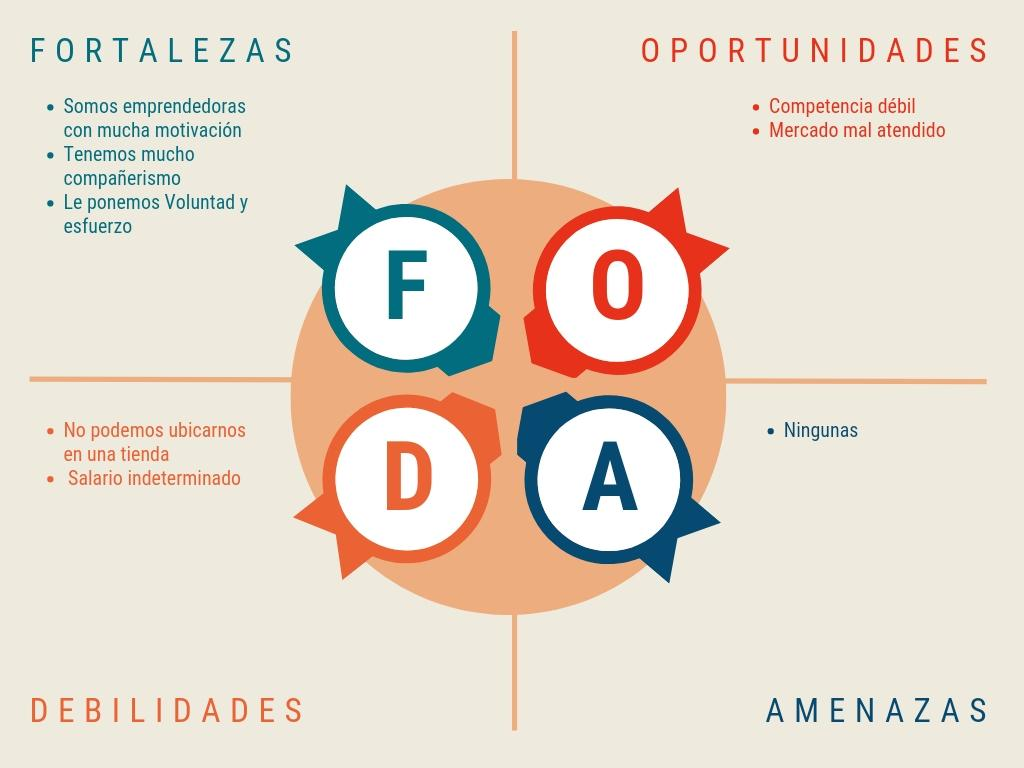 FORTALEZAS
Somos emprendedoras
con mucha motivación
Tenemos mucho
compañerismo
Le ponemos Voluntad y
esfuerzo
OPORTUNIDADES
Competencia débil
Mercado mal atendido
F
O
D
A
No podemos ubicarnos
en una tienda
Salario indeterminado
DEBILIDADES
Ningunas
AMENAZAS